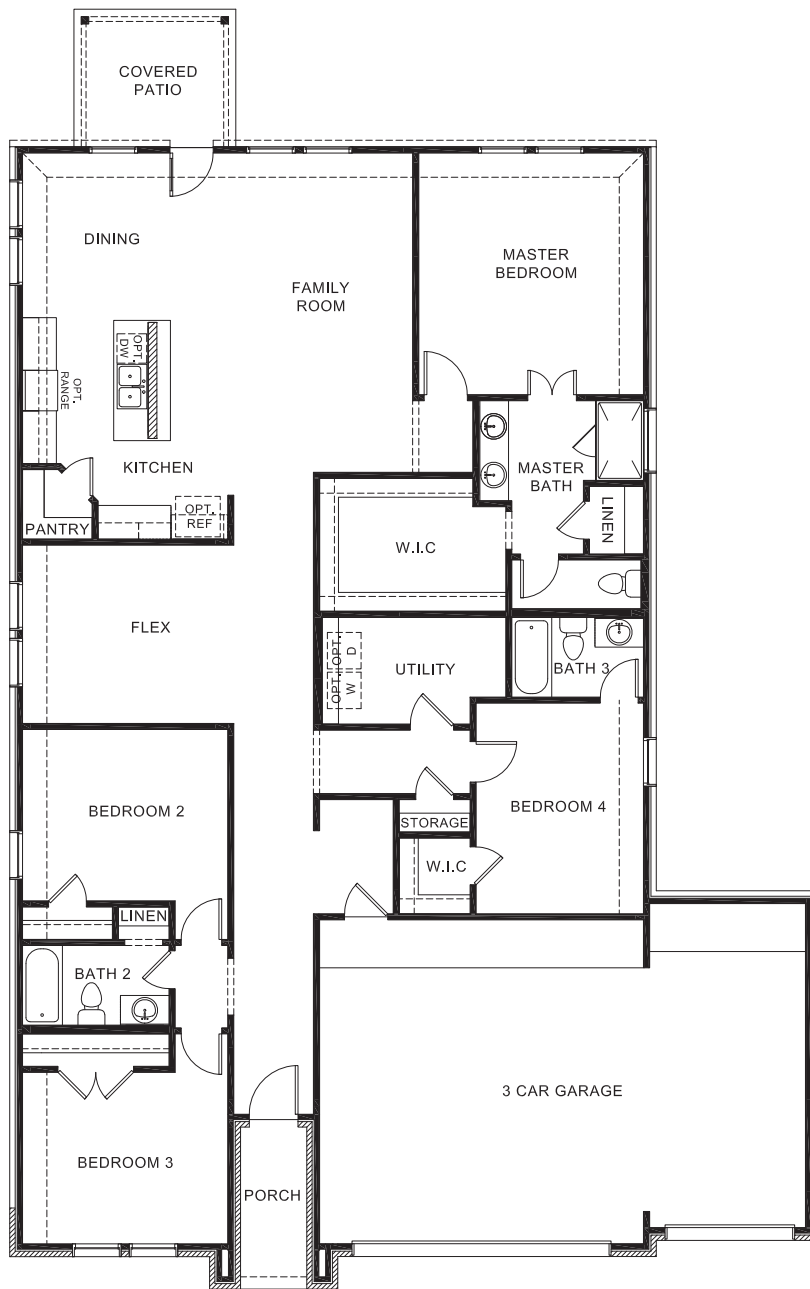 COVERED
PATIO
DINING
FAMILY
ROOM
MASTER
BEDROOM
OPT.
DW
OPT.
RANGE
KITCHEN
MASTER
BATH
PANTRY
OPT.
REF
LINEN
W.I.C
FLEX
OPT. OPT.
W D
UTILITY
BATH 3
BEDROOM 2
BEDROOM 4
STORAGE
W.I.C
LINEN
BATH 2
3 CAR GARAGE
BEDROOM 3
PORCH